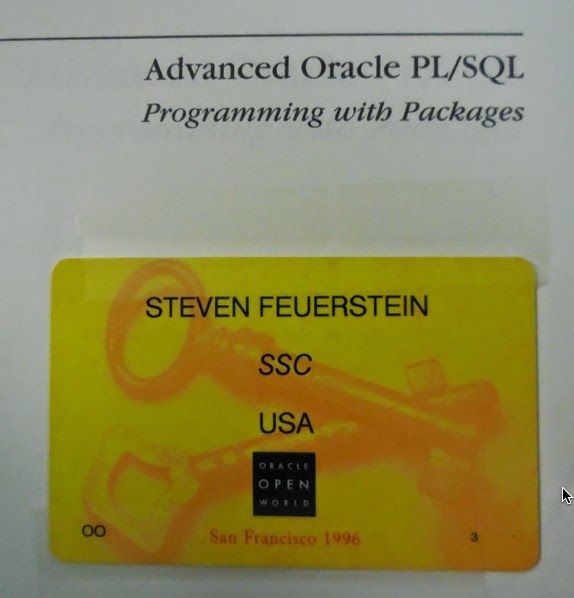 Advanced Oracle PL/SQL
Programming with Packages
STEVEN FEUERSTEIN
SSC
USA
ORACLE
OPEN
WORLD
OO
San Francisco 1996
3